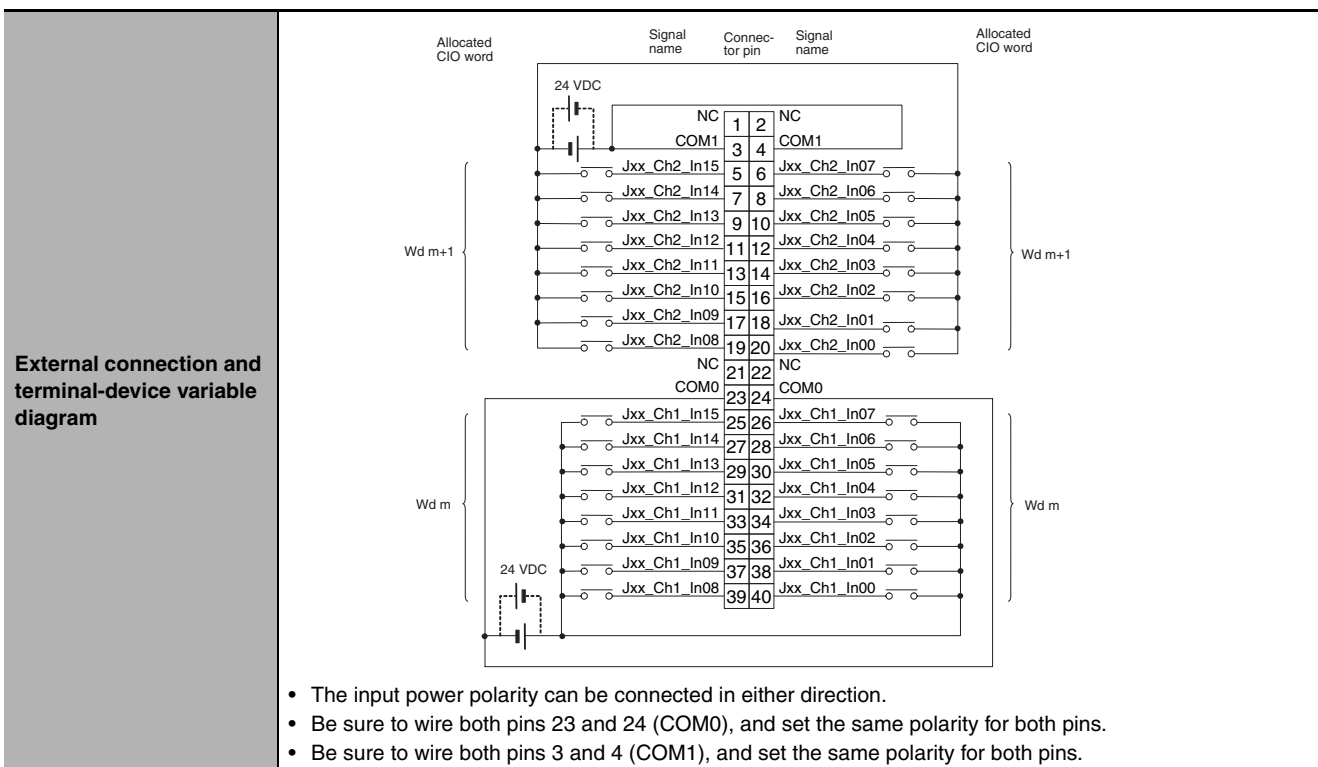 External connection and
terminal-device variable
diagram
Allocated
CIO word
Signal
name
Connec-
tor pin
Signal
name
Allocated
CIO word
24 VDC
NC 1 2 NC
COM1 3 4 COM1
Jxx_Ch2_In15 5 6 Jxx_Ch2_In07
Jxx_Ch2_In14 7 8 Jxx_Ch2_In06
Jxx_Ch2_In13 9 10 Jxx_Ch2_In05
Wd m+1 Jxx_Ch2_In12 11 12 Jxx_Ch2_In04 Wd m+1
Jxx_Ch2_In11 13 14 Jxx_Ch2_In03
Jxx_Ch2_In10 15 16 Jxx_Ch2_In02
Jxx_Ch2_In09 17 18 Jxx_Ch2_In01
Jxx_Ch2_In08 19 20 Jxx_Ch2_In00
NC 21 22 NC
COM0 23 24 COM0
Jxx_Ch1_In15 25 26 Jxx_Ch1_In07
Jxx_Ch1_In14 27 28 Jxx_Ch1_In06
Jxx_Ch1_In13 29 30 Jxx_Ch1_In05
Wd m Jxx_Ch1_In12 31 32 Jxx_Ch1_In04 Wd m
Jxx_Ch1_In11 33 34 Jxx_Ch1_In03
Jxx_Ch1_In10 35 36 Jxx_Ch1_In02
24 VDC Jxx_Ch1_In09 37 38 Jxx_Ch1_In01
Jxx_Ch1_In08 39 40 Jxx_Ch1_In00
• The input power polarity can be connected in either direction.
• Be sure to wire both pins 23 and 24 (COM0), and set the same polarity for both pins.
• Be sure to wire both pins 3 and 4 (COM1), and set the same polarity for both pins.